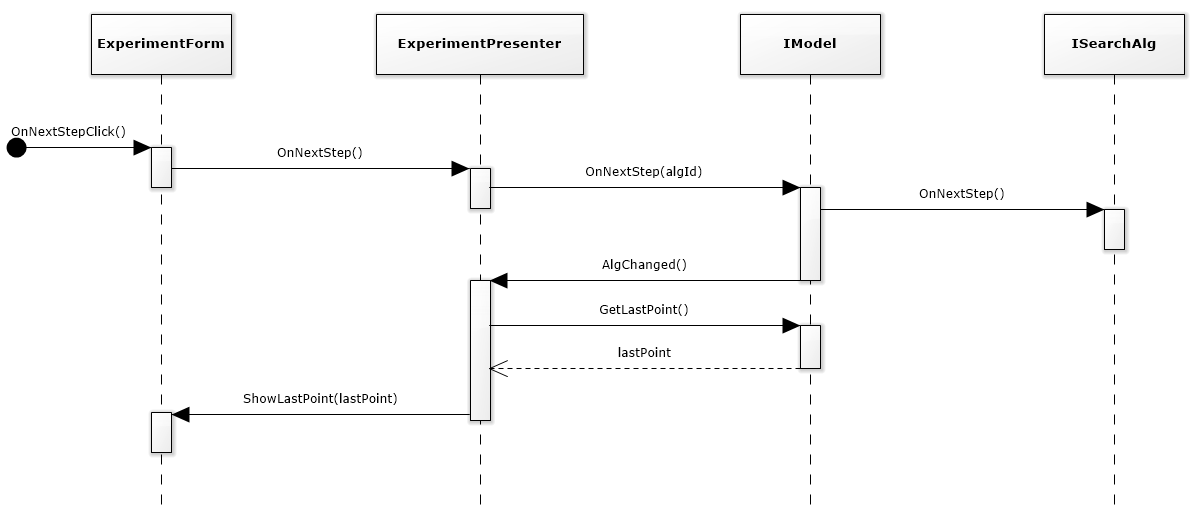 ExperimentForm
ExperimentPresenter
IModel
ISearchAlg
OnNextStepClick()
OnNextStep()
OnNextStep(algId)
OnNextStep()
AlgChanged()
GetLastPoint()
lastPoint
ShowLastPoint(lastPoint)